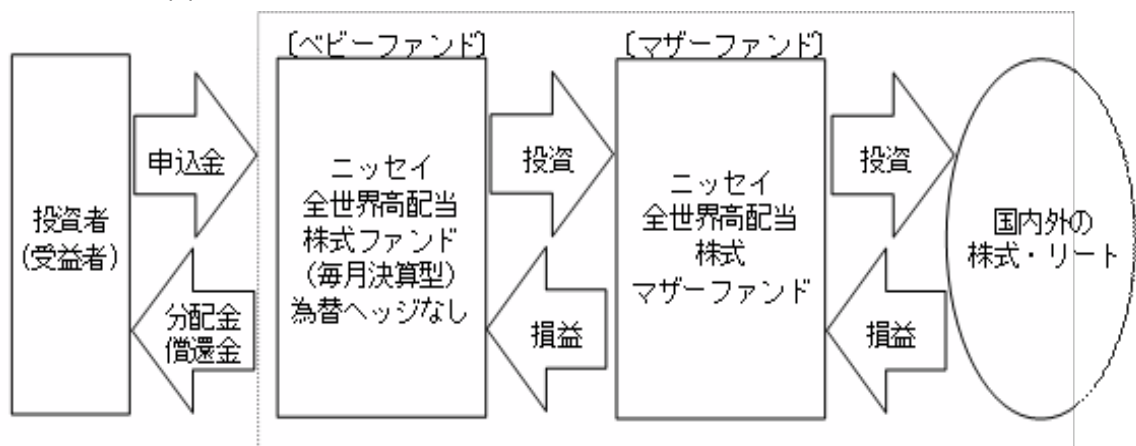 〔ベビーファンド〕
〔マザーファンド〕
投資者
(受益者)
申込金
分配金
償還金
ニッセイ
全世界高配当
株式ファンド
(毎月決算型)
為替ヘッジなし
投資
損益
ニッセイ
全世界高配当
株式
マザーファンド
投資
損益
国内外の
株式・リート